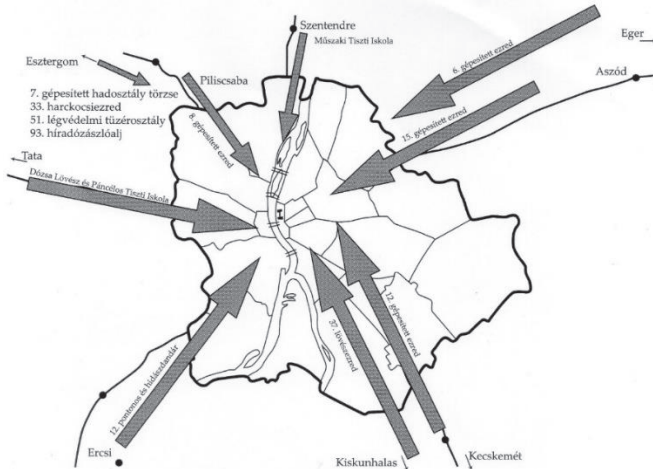 Szentendre
Műszaki Tiszti Iskola
Eger
6. gépesített ezred
Esztergom
Piliscsaba
Aszód
7. gépesített hadosztály törzse
33. harckocsiezred
51. légvédelmi tüzérosztály
93. híradózászlóalj
8. gépesített ezred
15. gépesített ezred
Tata
Dózsa Lövész és Páncélos Tiszti Iskola
12. pontonos és hidászdandár
37. lövészezred
12. gépesített ezred
Ercsi
Kiskunhalas
Kecskemét